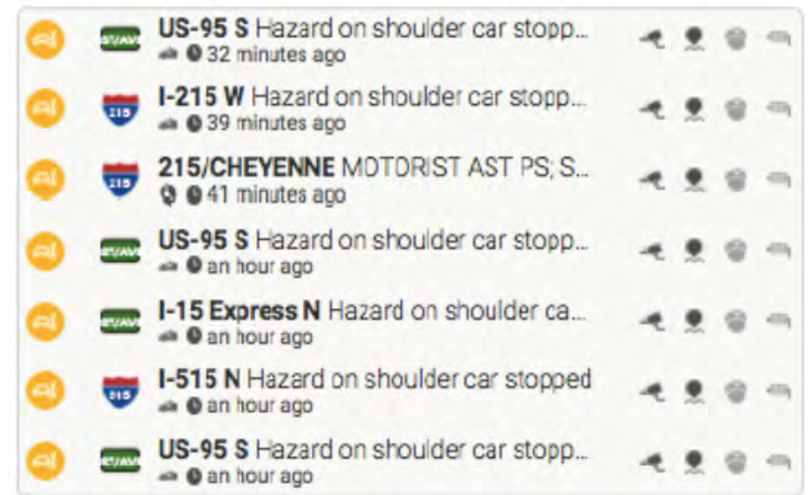 US-95 S Hazard on shoulder car stopp...
32 minutes ago
215
I-215 W Hazard on shoulder car stopp...
39 minutes ago
215
215/CHEYENNE MOTORIST AST PS; S...
41 minutes ago
US-95 S Hazard on shoulder car stopp...
an hour ago
I-15 Express N Hazard on shoulder ca...
an hour ago
I-515 N Hazard on shoulder car stopped
an hour ago
US-95 S Hazard on shoulder car stopp...
an hour ago